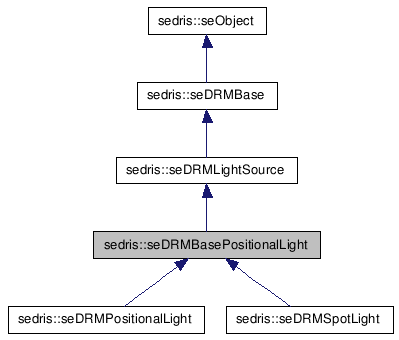 sedris::seObject
sedris::seDRMBase
sedris::seDRMLightSource
sedris::seDRMBasePositionalLight
sedris::seDRMPositionalLight
sedris::seDRMSpotLight